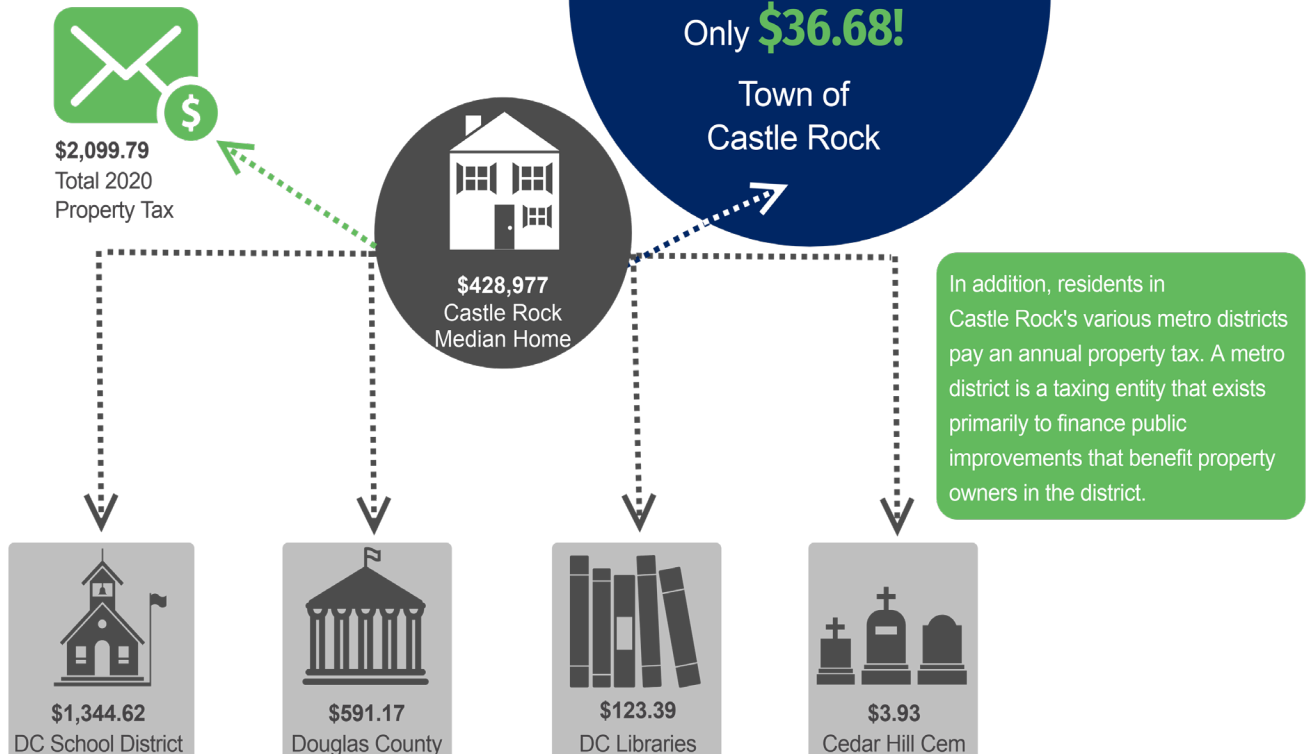 Only $36.68!
Town of
Castle Rock
$
$2,099.79
Total 2020
Property Tax
$428,977
Castle Rock
Median Home
In addition, residents in
Castle Rock's various metro districts
pay an annual property tax. A metro
district is a taxing entity that exists
primarily to finance public
improvements that benefit property
owners in the district.
$1,344.62
DC School District
$591.17
Douglas County
$123.39
DC Libraries
$3.93
Cedar Hill Cem